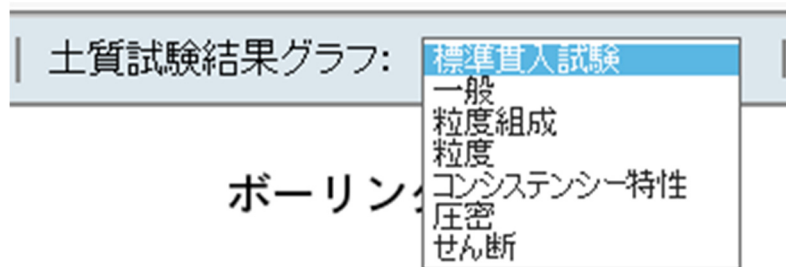 土質試験結果グラフ: 標準貫入試験
一般
粒度組成
粒度
コンシステンシー特性
圧密
せん断
ボーリン